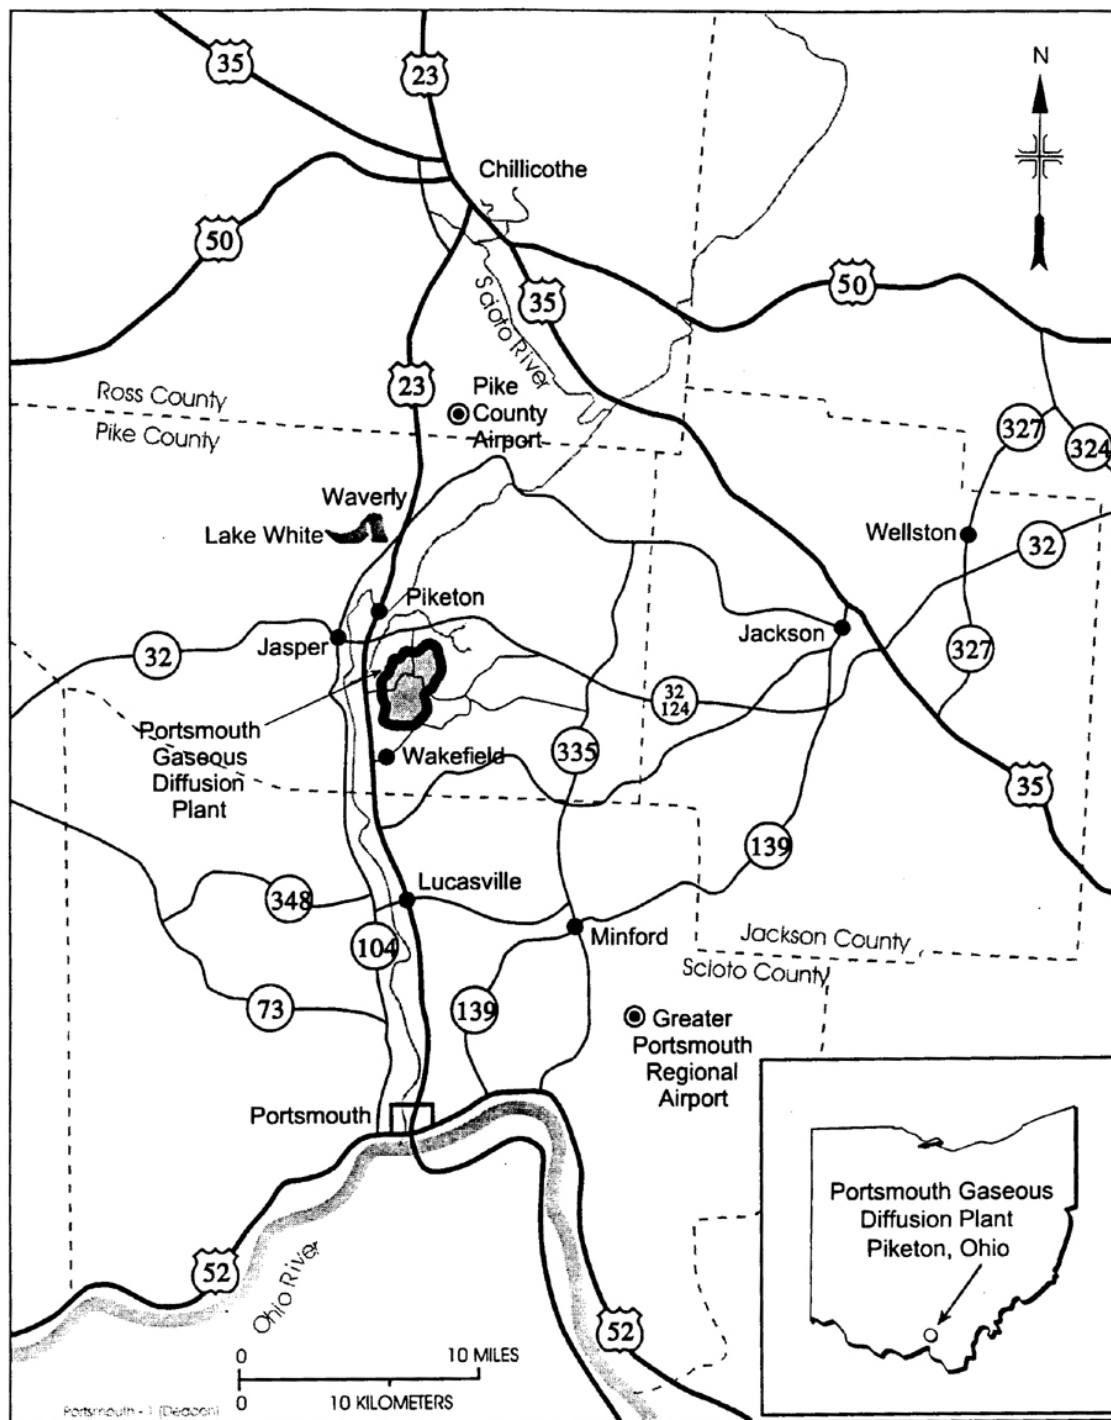 35
23
N
Chillicothe
50
35
50
Scioto River
23
Pike
County
Airport
Ross County
Pike County
327
324
Waverly
Lake White
Wellston
32
Piketon
Jasper
Jackson
32
327
32
124
Portsmouth
Gaseous
Diffusion
Plant
Wakefield
335
35
139
Lucasville
348
104
Minford
Jackson County
Scioto County
73
139
Greater
Portsmouth
Regional
Airport
Portsmouth
Portsmouth Gaseous
Diffusion Plant
Piketon, Ohio
52
Ohio River
52
0 10 MILES
0 10 KILOMETERS
Portsmouth - 1 (Deacon)